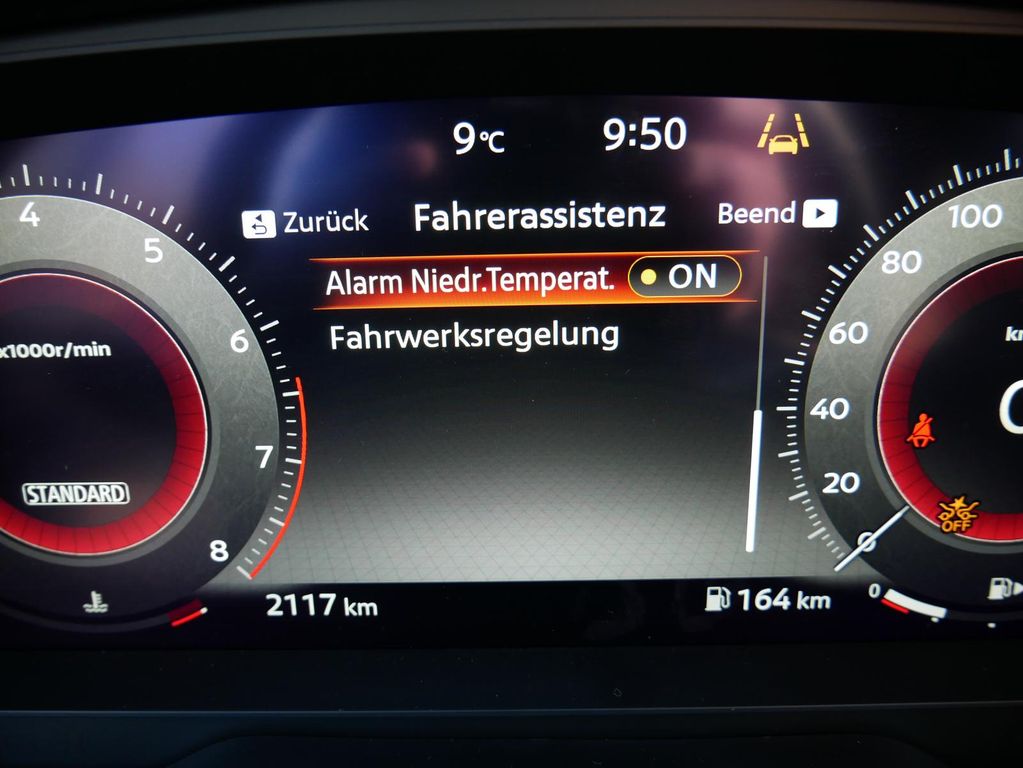 9°C 9:50
Zurück Fahrerassistenz Beend
Alarm Niedr.Temperat. ON
Fahrwerksregelung
4
5
6
7
8
x1000r/min
STANDARD
100
80
60
40
20
0
OFF
2117 km
164 km
0